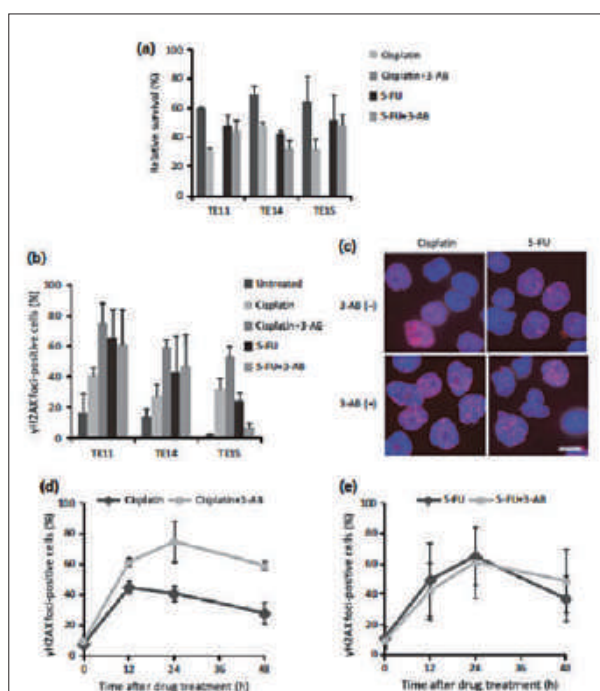 (a)
Cisplatin
Cisplatin+3-AB
5-FU
5-FU+3-AB
Relative survival (%)
100
80
60
40
20
0
TE11 TE14 TE15
(b)
Untreated
Cisplatin
Cisplatin+3-AB
5-FU
5-FU+3-AB
γH2AX foci-positive cells (%)
100
80
60
40
20
0
TE11 TE14 TE15
(c)
Cisplatin 5-FU
3-AB (−)
3-AB (+)
(d)
Cisplatin Cisplatin+3-AB
γH2AX foci-positive cells (%)
100
80
60
40
20
0
0 12 24 36 48
Time after drug treatment (h)
(e)
5-FU 5-FU+3-AB
γH2AX foci-positive cells (%)
100
80
60
40
20
0
0 12 24 36 48
Time after drug treatment (h)